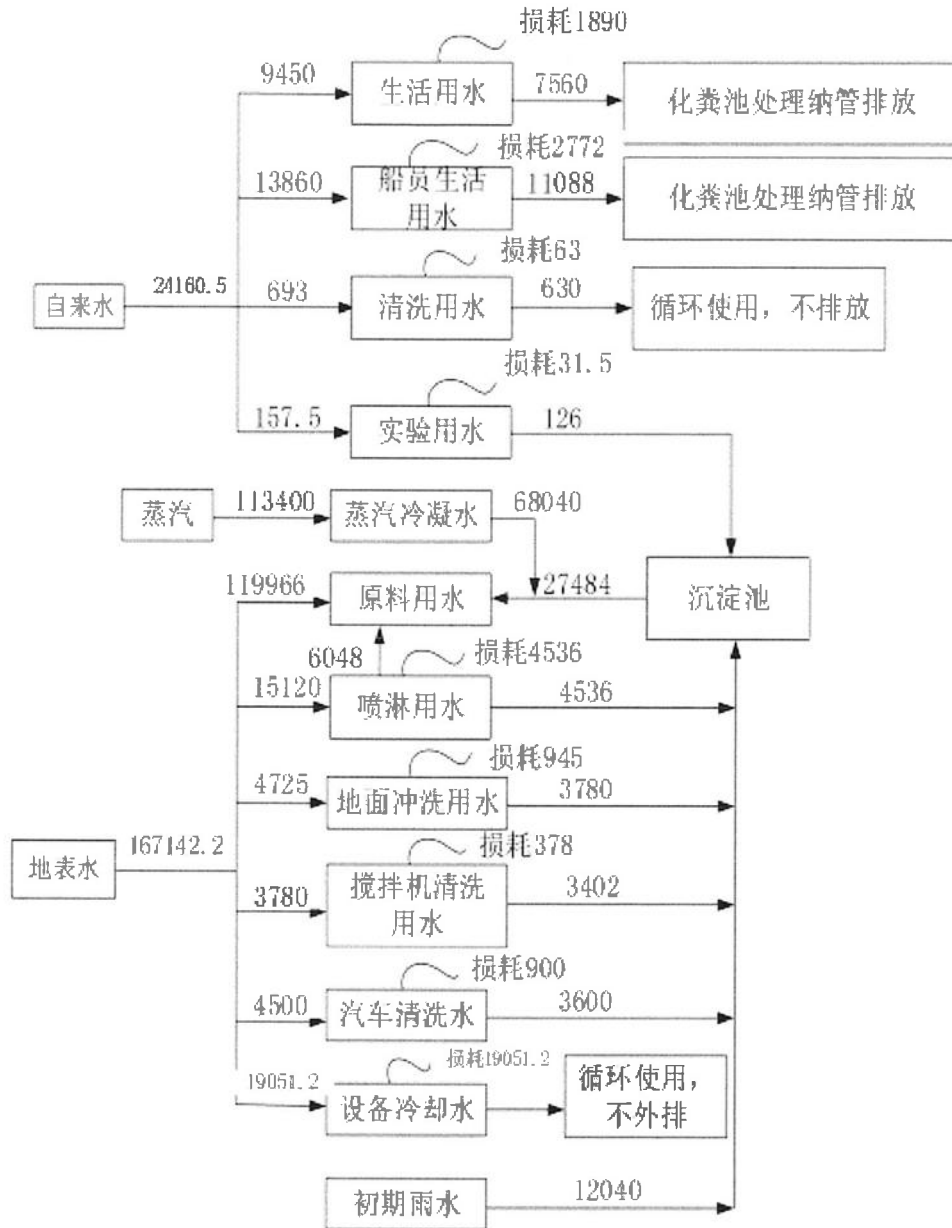 损耗1890
9450
生活用水
7560
化粪池处理纳管排放
损耗2772
13860
船员生活
用水
11088
化粪池处理纳管排放
损耗63
自来水
24160.5
693
清洗用水
630
循环使用，不排放
损耗31.5
157.5
实验用水
126
蒸汽
113400
蒸汽冷凝水
68040
119966
原料用水
27484
沉淀池
6048
损耗4536
15120
喷淋用水
4536
损耗945
4725
地面冲洗用水
3780
地表水
167142.2
损耗378
3780
搅拌机清洗
用水
3402
损耗900
4500
汽车清洗水
3600
损耗19051.2
19051.2
设备冷却水
循环使用，
不外排
初期雨水
12040